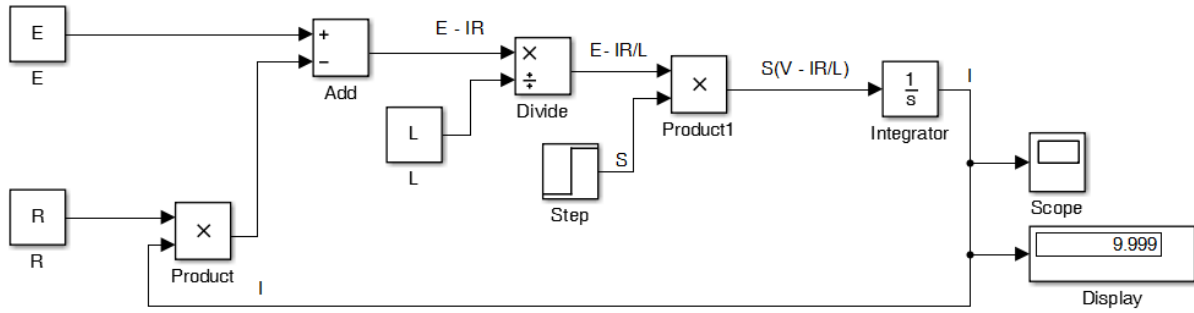 E
E
+
−
Add
E - IR
×
÷
Divide
E- IR/L
L
L
×
Product1
S
Step
S(V - IR/L)
1
s
Integrator
I
Scope
9.999
Display
R
R
×
Product
I